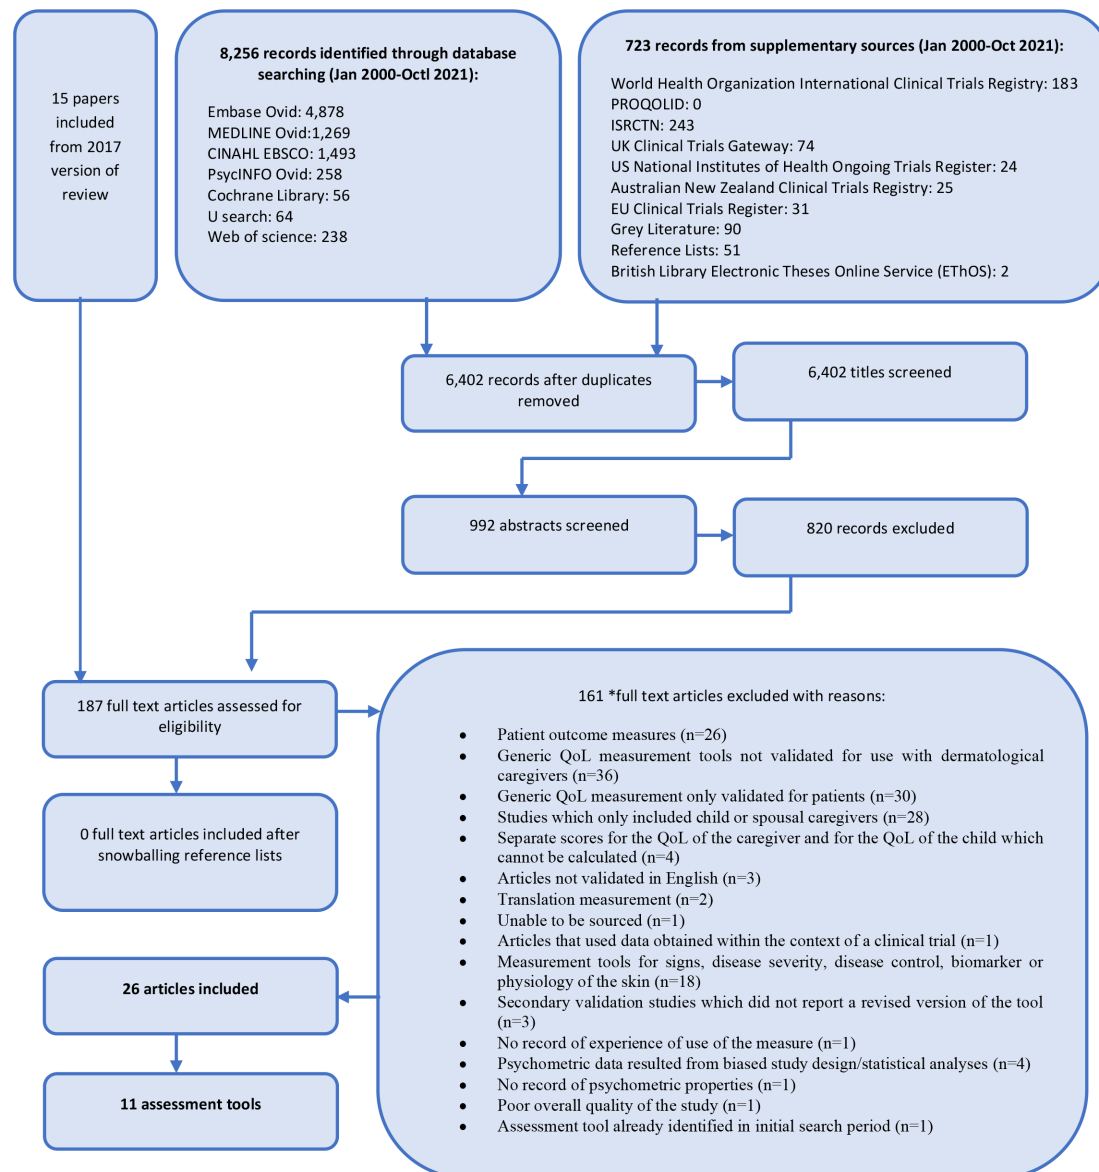 15 papers
included
from 2017
version of
review
8,256 records identified through database
searching (Jan 2000-Octl 2021):
Embase Ovid: 4,878
MEDLINE Ovid:1,269
CINAHL EBSCO: 1,493
PsycINFO Ovid: 258
Cochrane Library: 56
U search: 64
Web of science: 238
723 records from supplementary sources (Jan 2000-Oct 2021):
World Health Organization International Clinical Trials Registry: 183
PROQOLID: 0
ISRCTN: 243
UK Clinical Trials Gateway: 74
US National Institutes of Health Ongoing Trials Register: 24
Australian New Zealand Clinical Trials Registry: 25
EU Clinical Trials Register: 31
Grey Literature: 90
Reference Lists: 51
British Library Electronic Theses Online Service (EThOS): 2
6,402 records after duplicates
removed
6,402 titles screened
992 abstracts screened
820 records excluded
187 full text articles assessed for
eligibility
0 full text articles included after
snowballing reference lists
161 *full text articles excluded with reasons:
• Patient outcome measures (n=26)
• Generic QoL measurement tools not validated for use with dermatological
caregivers (n=36)
• Generic QoL measurement only validated for patients (n=30)
• Studies which only included child or spousal caregivers (n=28)
• Separate scores for the QoL of the caregiver and for the QoL of the child which
cannot be calculated (n=4)
• Articles not validated in English (n=3)
• Translation measurement (n=2)
• Unable to be sourced (n=1)
• Articles that used data obtained within the context of a clinical trial (n=1)
• Measurement tools for signs, disease severity, disease control, biomarker or
physiology of the skin (n=18)
• Secondary validation studies which did not report a revised version of the tool
(n=3)
• No record of experience of use of the measure (n=1)
• Psychometric data resulted from biased study design/statistical analyses (n=4)
• No record of psychometric properties (n=1)
• Poor overall quality of the study (n=1)
• Assessment tool already identified in initial search period (n=1)
26 articles included
11 assessment tools